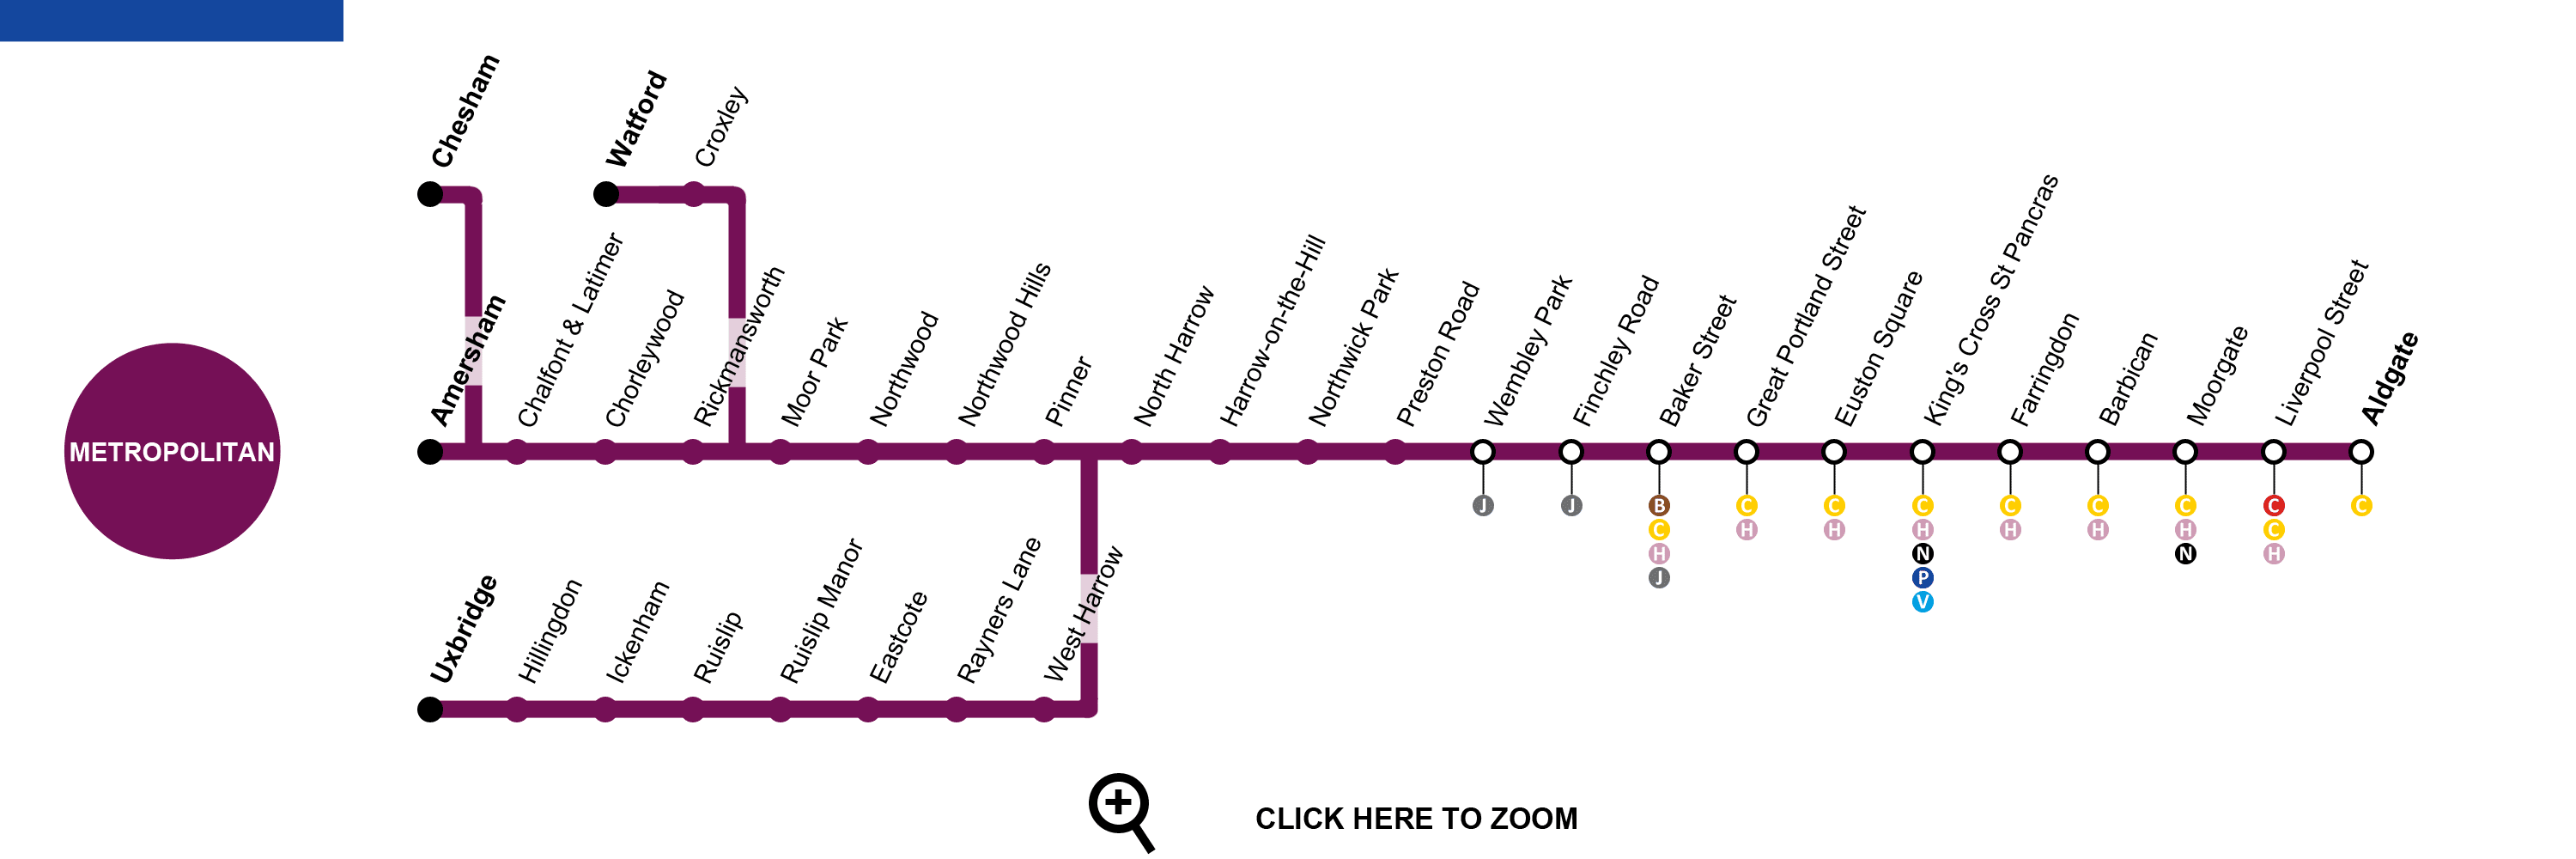 Chesham
Watford
Croxley
METROPOLITAN
Amersham
Chalfont & Latimer
Chorleywood
Rickmansworth
Moor Park
Northwood
Northwood Hills
Pinner
North Harrow
Harrow-on-the-Hill
Northwick Park
Preston Road
Wembley Park
Finchley Road
Baker Street
Great Portland Street
Euston Square
King's Cross St Pancras
Farringdon
Barbican
Moorgate
Liverpool Street
Aldgate
J
J
B
C
H
J
C
H
C
H
C
H
N
P
V
C
H
C
H
C
H
N
C
C
H
C
Uxbridge
Hillingdon
Ickenham
Ruislip
Ruislip Manor
Eastcote
Rayners Lane
West Harrow
CLICK HERE TO ZOOM